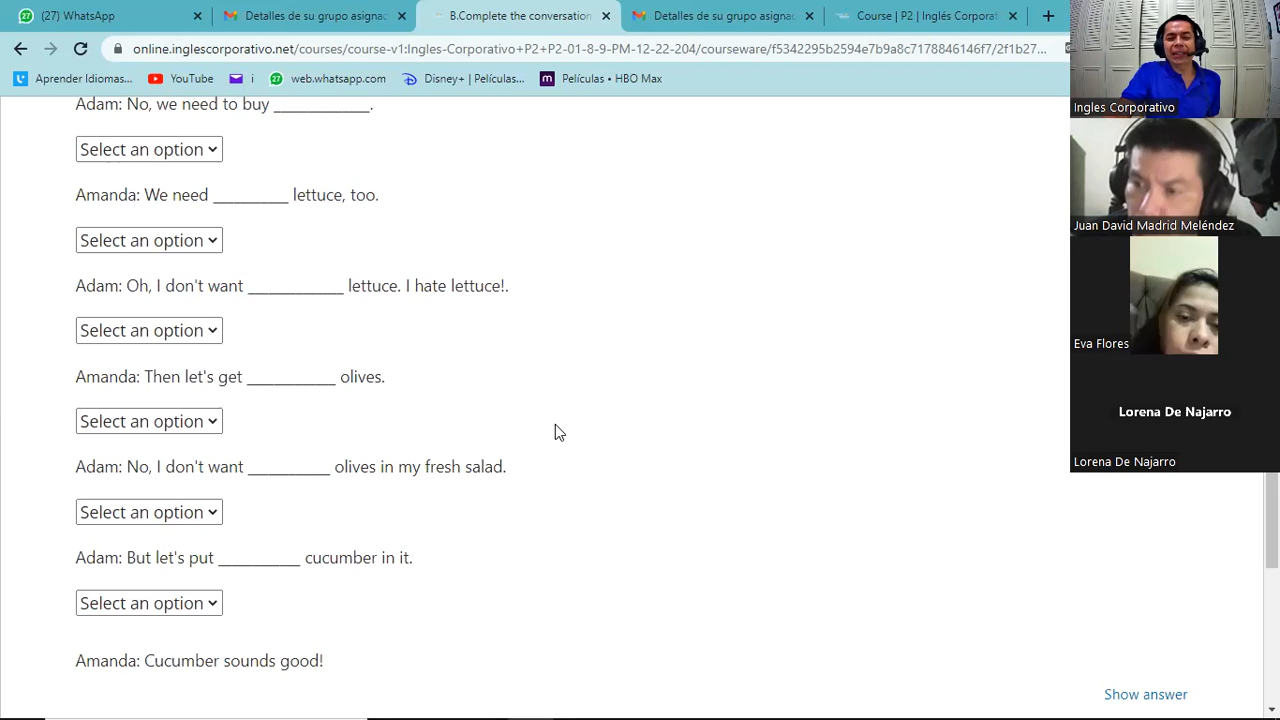 (27) WhatsApp
Detalles de su grupo asignac
Complete the conversation
Detalles de su grupo asignac
Course | P2 | Inglés Corporati
online.inglescorporativo.net/courses/course-v1:Ingles-Corporativo+P2+P2-01-8-9-PM-12-22-204/courseware/
Aprender Idiomas...
YouTube
i
web.whatsapp.com
Disney+ | Películas...
Películas • HBO Max
Adam: No, we need to buy ____________.
Select an option
Amanda: We need _________ lettuce, too.
Select an option
Adam: Oh, I don't want ____________ lettuce. I hate lettuce!.
Select an option
Amanda: Then let's get ___________ olives.
Select an option
Adam: No, I don't want __________ olives in my fresh salad.
Select an option
Adam: But let's put __________ cucumber in it.
Select an option
Amanda: Cucumber sounds good!
Show answer
Ingles Corporativo
Juan David Madrid Meléndez
Eva Flores
Lorena De Najarro
Lorena De Najarro